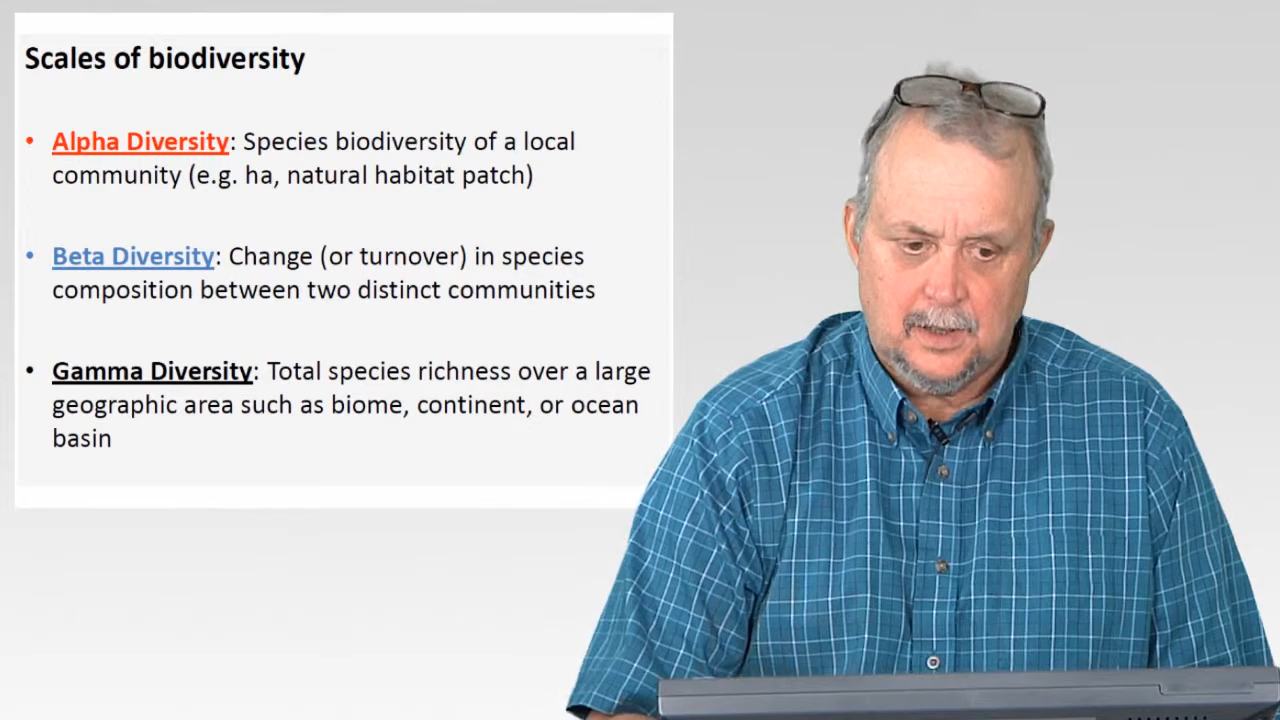 Scales of biodiversity
• Alpha Diversity: Species biodiversity of a local
community (e.g. ha, natural habitat patch)
• Beta Diversity: Change (or turnover) in species
composition between two distinct communities
• Gamma Diversity: Total species richness over a large
geographic area such as biome, continent, or ocean
basin